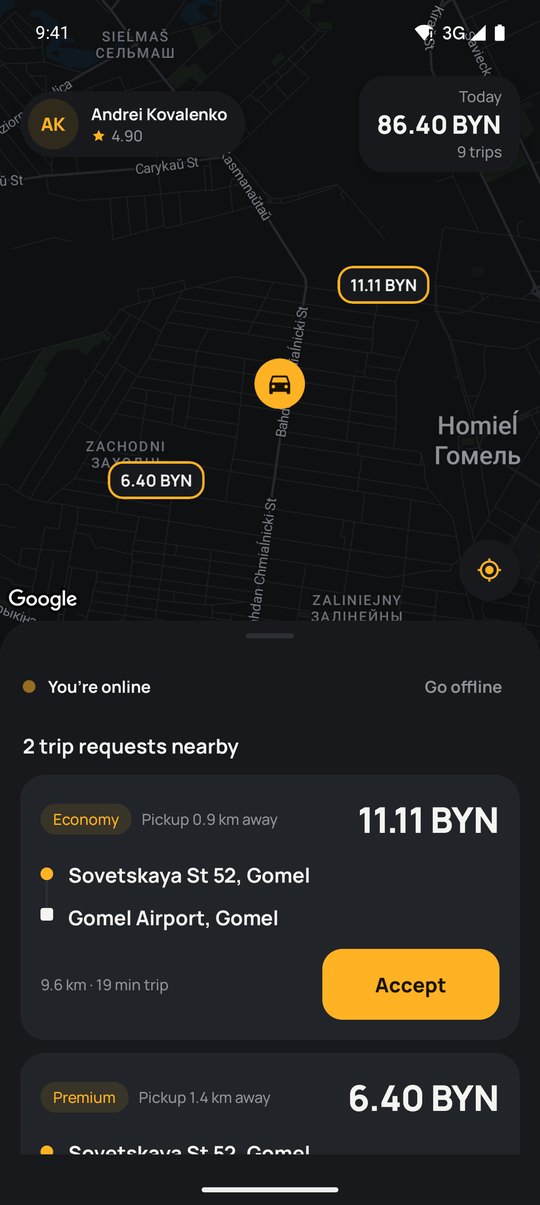 9:41
3G
SIEĹMAŠ
СЕЛЬМАШ
AK
Andrei Kovalenko
4.90
Today
86.40 BYN
9 trips
Carykaŭ St
11.11 BYN
Homieĺ
Гомель
ZACHODNI
6.40 BYN
Google
ZALINIEJNY
ЗАЛІНЕЙНЫ
You're online
Go offline
2 trip requests nearby
Economy
Pickup 0.9 km away
11.11 BYN
Sovetskaya St 52, Gomel
Gomel Airport, Gomel
9.6 km · 19 min trip
Accept
Premium
Pickup 1.4 km away
6.40 BYN
Sovetskaya St 52, Gomel